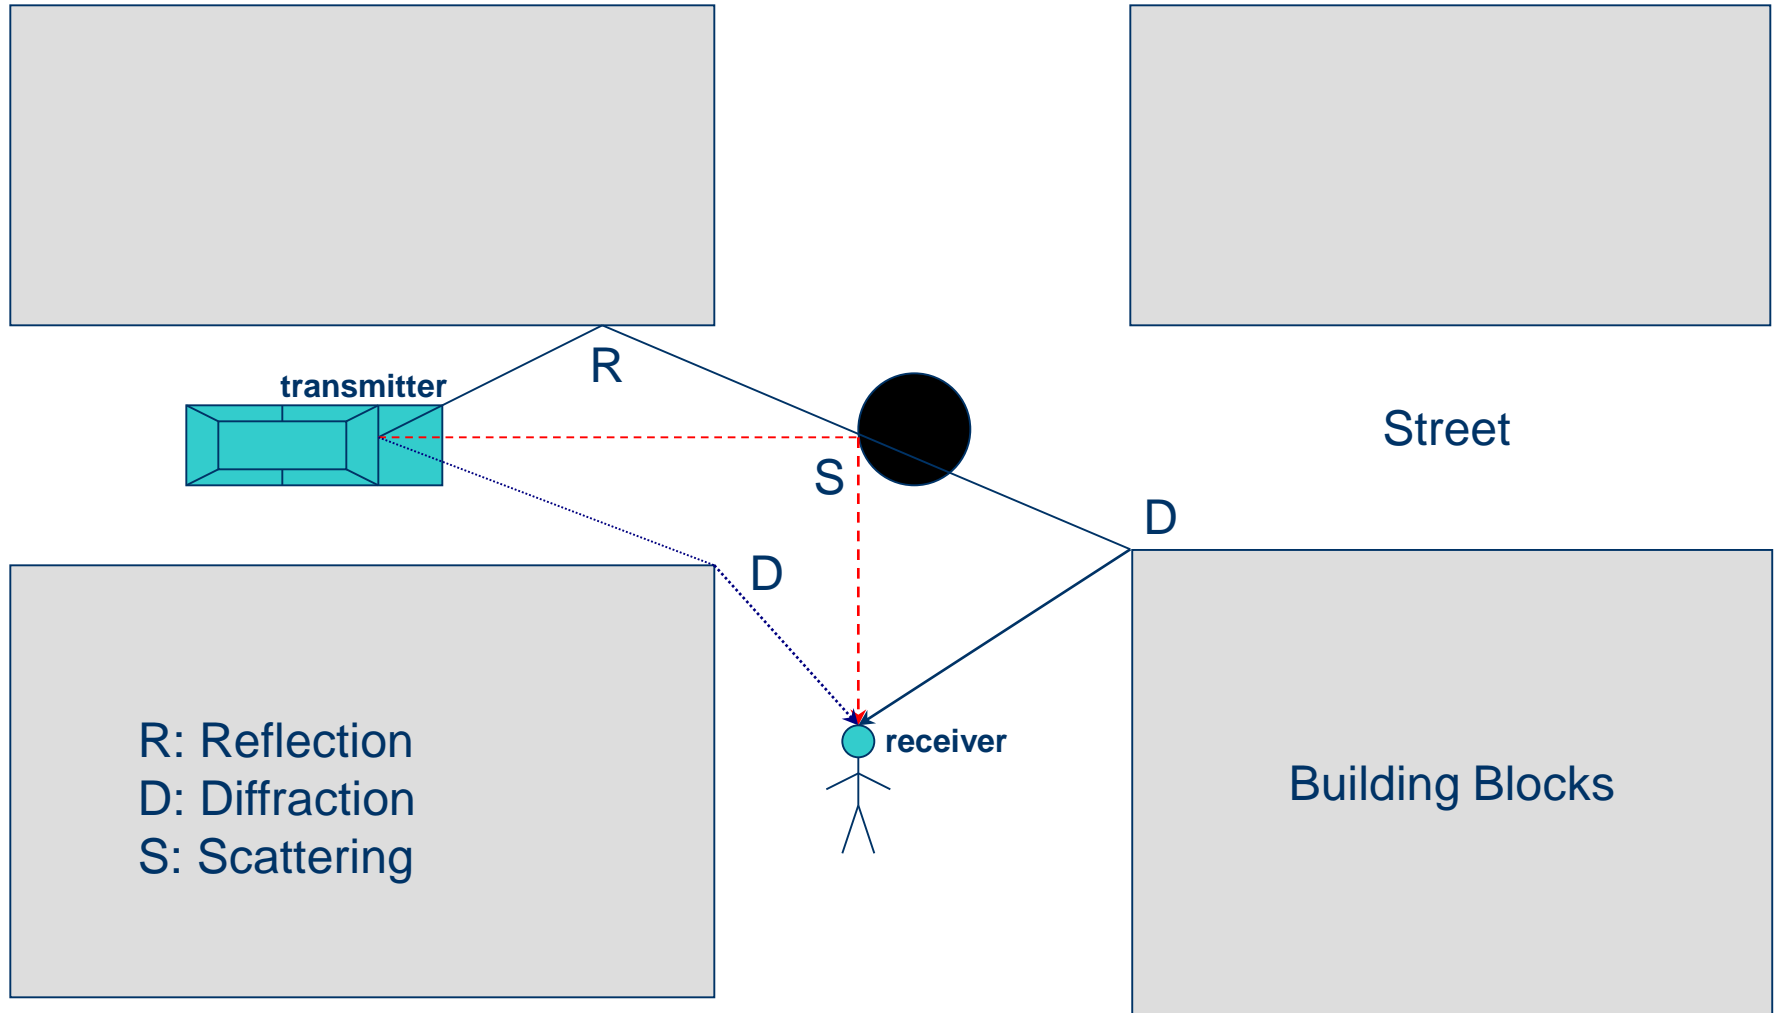 R
transmitter
Street
S
D
D
R: Reflection
D: Diffraction
S: Scattering
receiver
Building Blocks